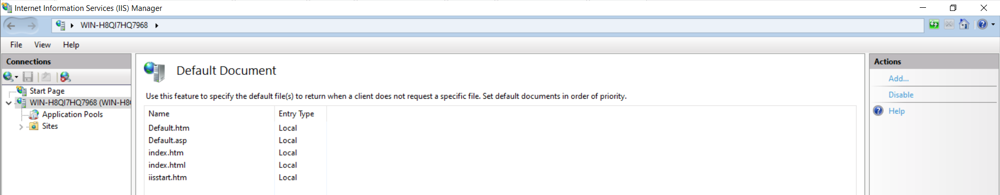 Internet Information Services (IIS) Manager
WIN-H8QI7HQ7968
File View Help
Connections
Start Page
WIN-H8QI7HQ7968 (WIN-H8
Application Pools
Sites
Default Document
Use this feature to specify the default file(s) to return when a client does not request a specific file. Set default documents in order of priority.
Name Entry Type
Default.htm Local
Default.asp Local
index.htm Local
index.html Local
iisstart.htm Local
Actions
Add...
Disable
Help